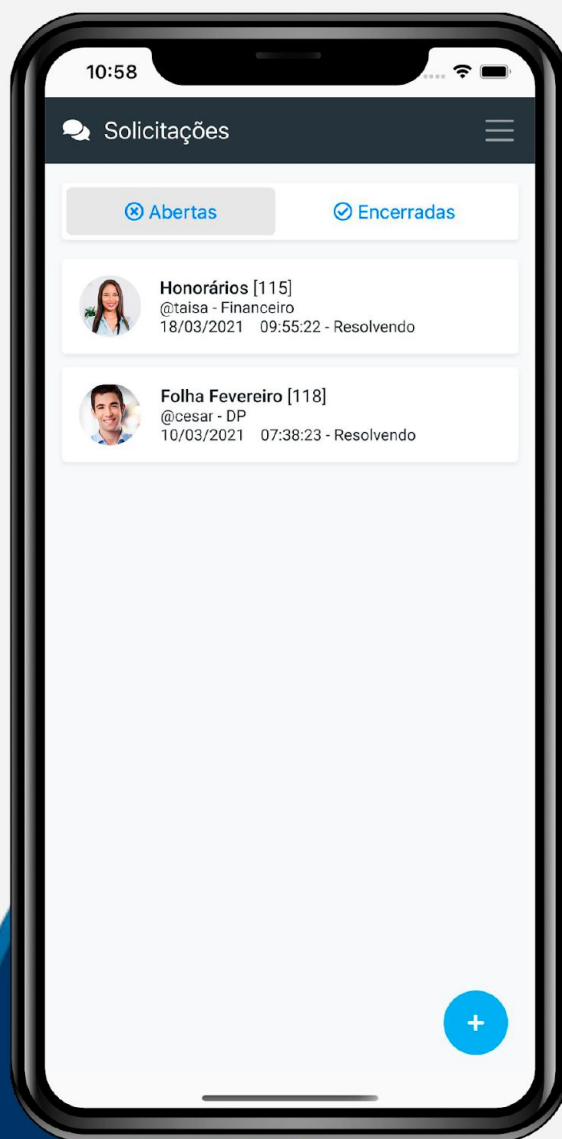 10:58
Solicitações
Abertas
Encerradas
Honorários [115]
@taisa - Financeiro
18/03/2021 09:55:22 - Resolvendo
Folha Fevereiro [118]
@cesar - DP
10/03/2021 07:38:23 - Resolvendo
+